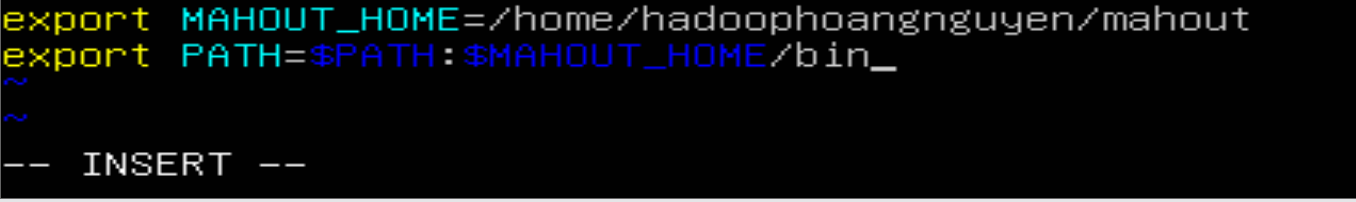 export MAHOUT_HOME=/home/hadoophoangnguyen/mahout
export PATH=$PATH:$MAHOUT_HOME/bin_
~
~
-- INSERT --